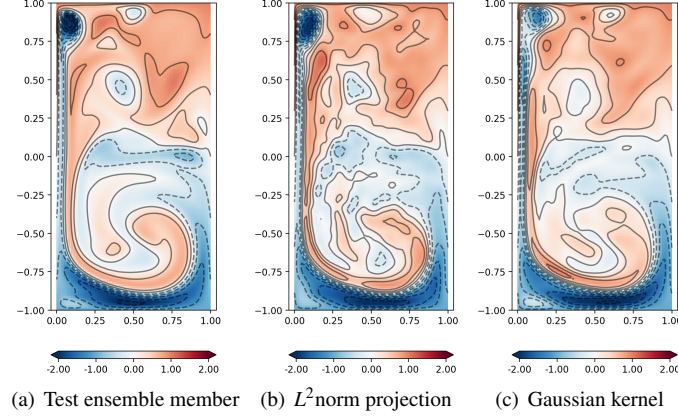 1.00 1.00 1.00
0.75 0.75 0.75
0.50 0.50 0.50
0.25 0.25 0.25
0.00 0.00 0.00
−0.25 −0.25 −0.25
−0.50 −0.50 −0.50
−0.75 −0.75 −0.75
−1.00 −1.00 −1.00
0.00 0.25 0.50 0.75 1.00 0.00 0.25 0.50 0.75 1.00 0.00 0.25 0.50 0.75 1.00
-2.00 -1.00 0.00 1.00 2.00 -2.00 -1.00 0.00 1.00 2.00 -2.00 -1.00 0.00 1.00 2.00
(a) Test ensemble member (b) L²norm projection (c) Gaussian kernel